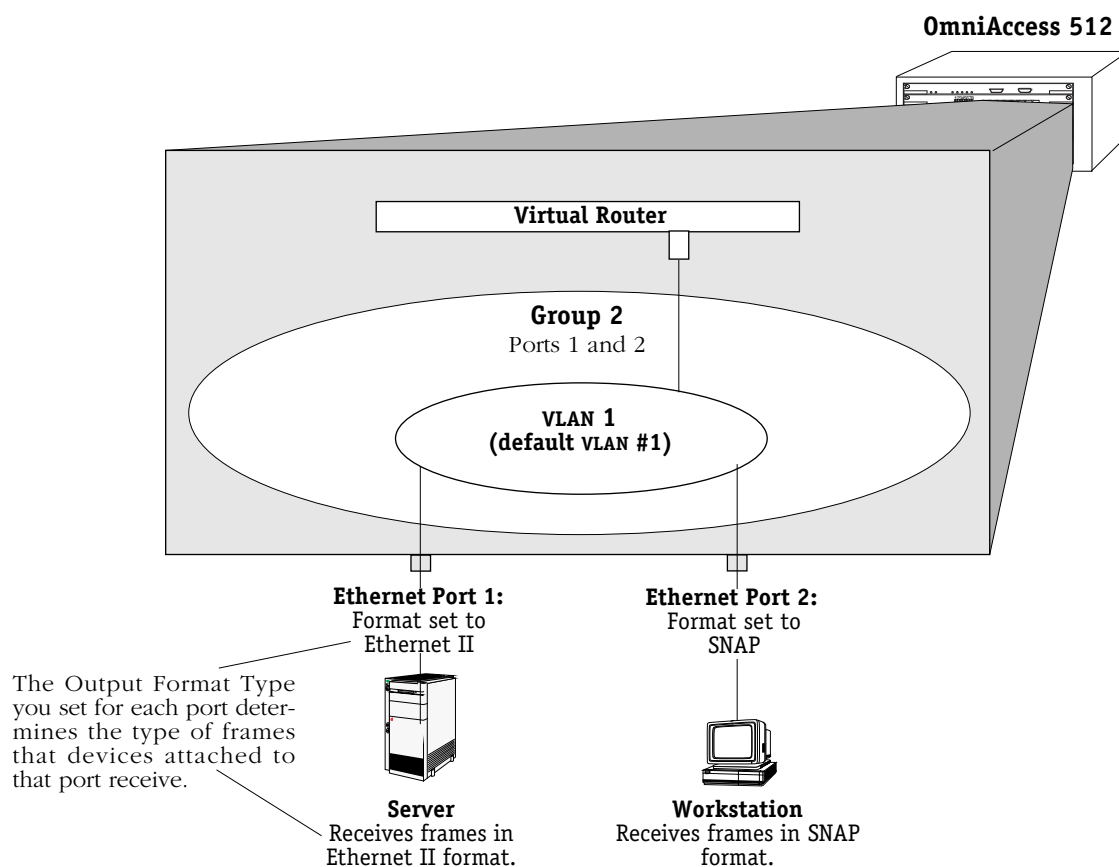 OmniAccess 512
Virtual Router
Group 2
Ports 1 and 2
VLAN 1
(default VLAN #1)
Ethernet Port 1:
Format set to
Ethernet II
Ethernet Port 2:
Format set to
SNAP
The Output Format Type
you set for each port deter-
mines the type of frames
that devices attached to
that port receive.
Server
Receives frames in
Ethernet II format.
Workstation
Receives frames in SNAP
format.